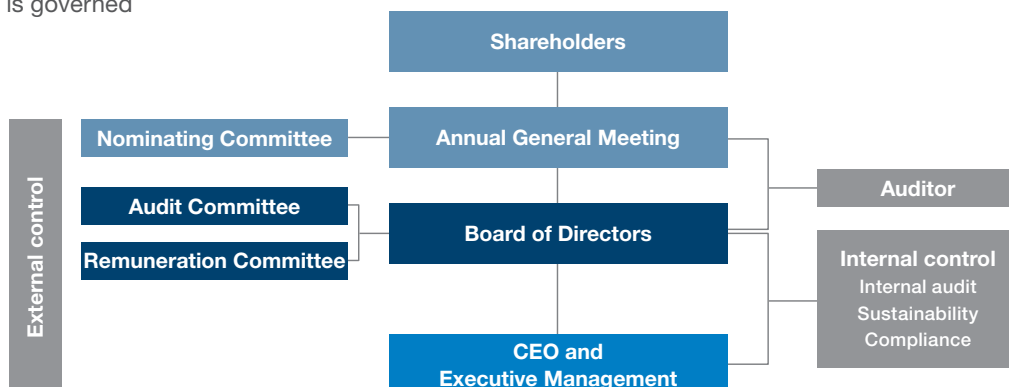 is governed
Shareholders
Nominating Committee
Annual General Meeting
Auditor
Audit Committee
Board of Directors
Remuneration Committee
External control
Internal control
Internal audit
Sustainability
Compliance
CEO and
Executive Management